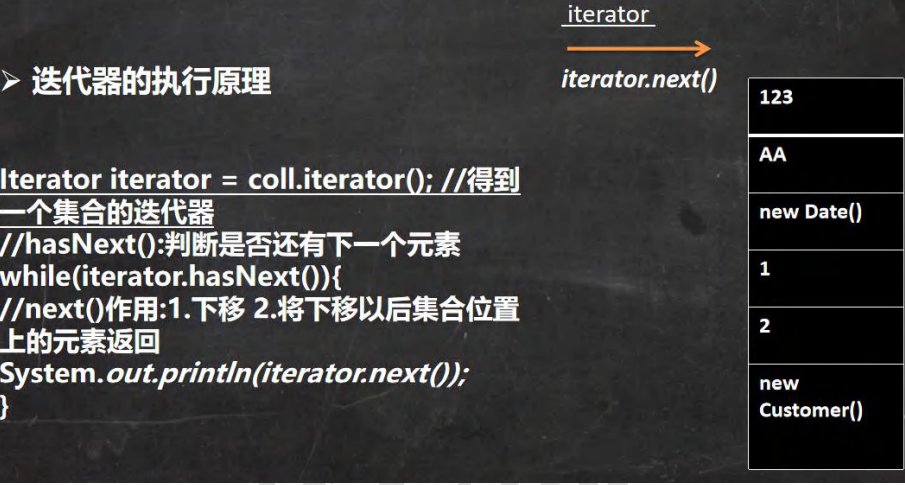 iterator
➢ 迭代器的执行原理
iterator.next()
Iterator iterator = coll.iterator(); //得到
一个集合的迭代器
//hasNext():判断是否还有下一个元素
while(iterator.hasNext()){
//next()作用:1.下移 2.将下移以后集合位置
上的元素返回
System.out.println(iterator.next());
}
123
AA
new Date()
1
2
new
Customer()